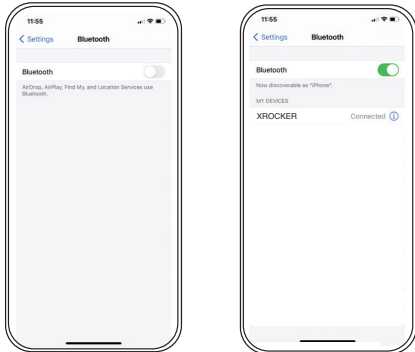 11:55
Settings Bluetooth
Bluetooth
AirDrop, AirPlay, Find My, and Location Services use
Bluetooth.
11:55
Settings Bluetooth
Bluetooth
Now discoverable as "iPhone".
MY DEVICES
XROCKER Connected